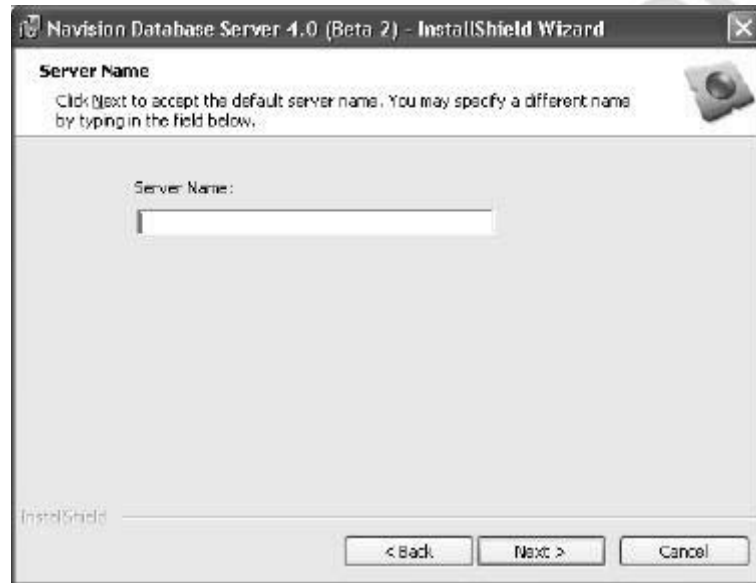 Navision Database Server 4.0 (Beta 2) - InstallShield Wizard
Server Name
Click Next to accept the default server name. You may specify a different name
by typing in the field below.
Server Name:
InstallShield
< Back
Next >
Cancel